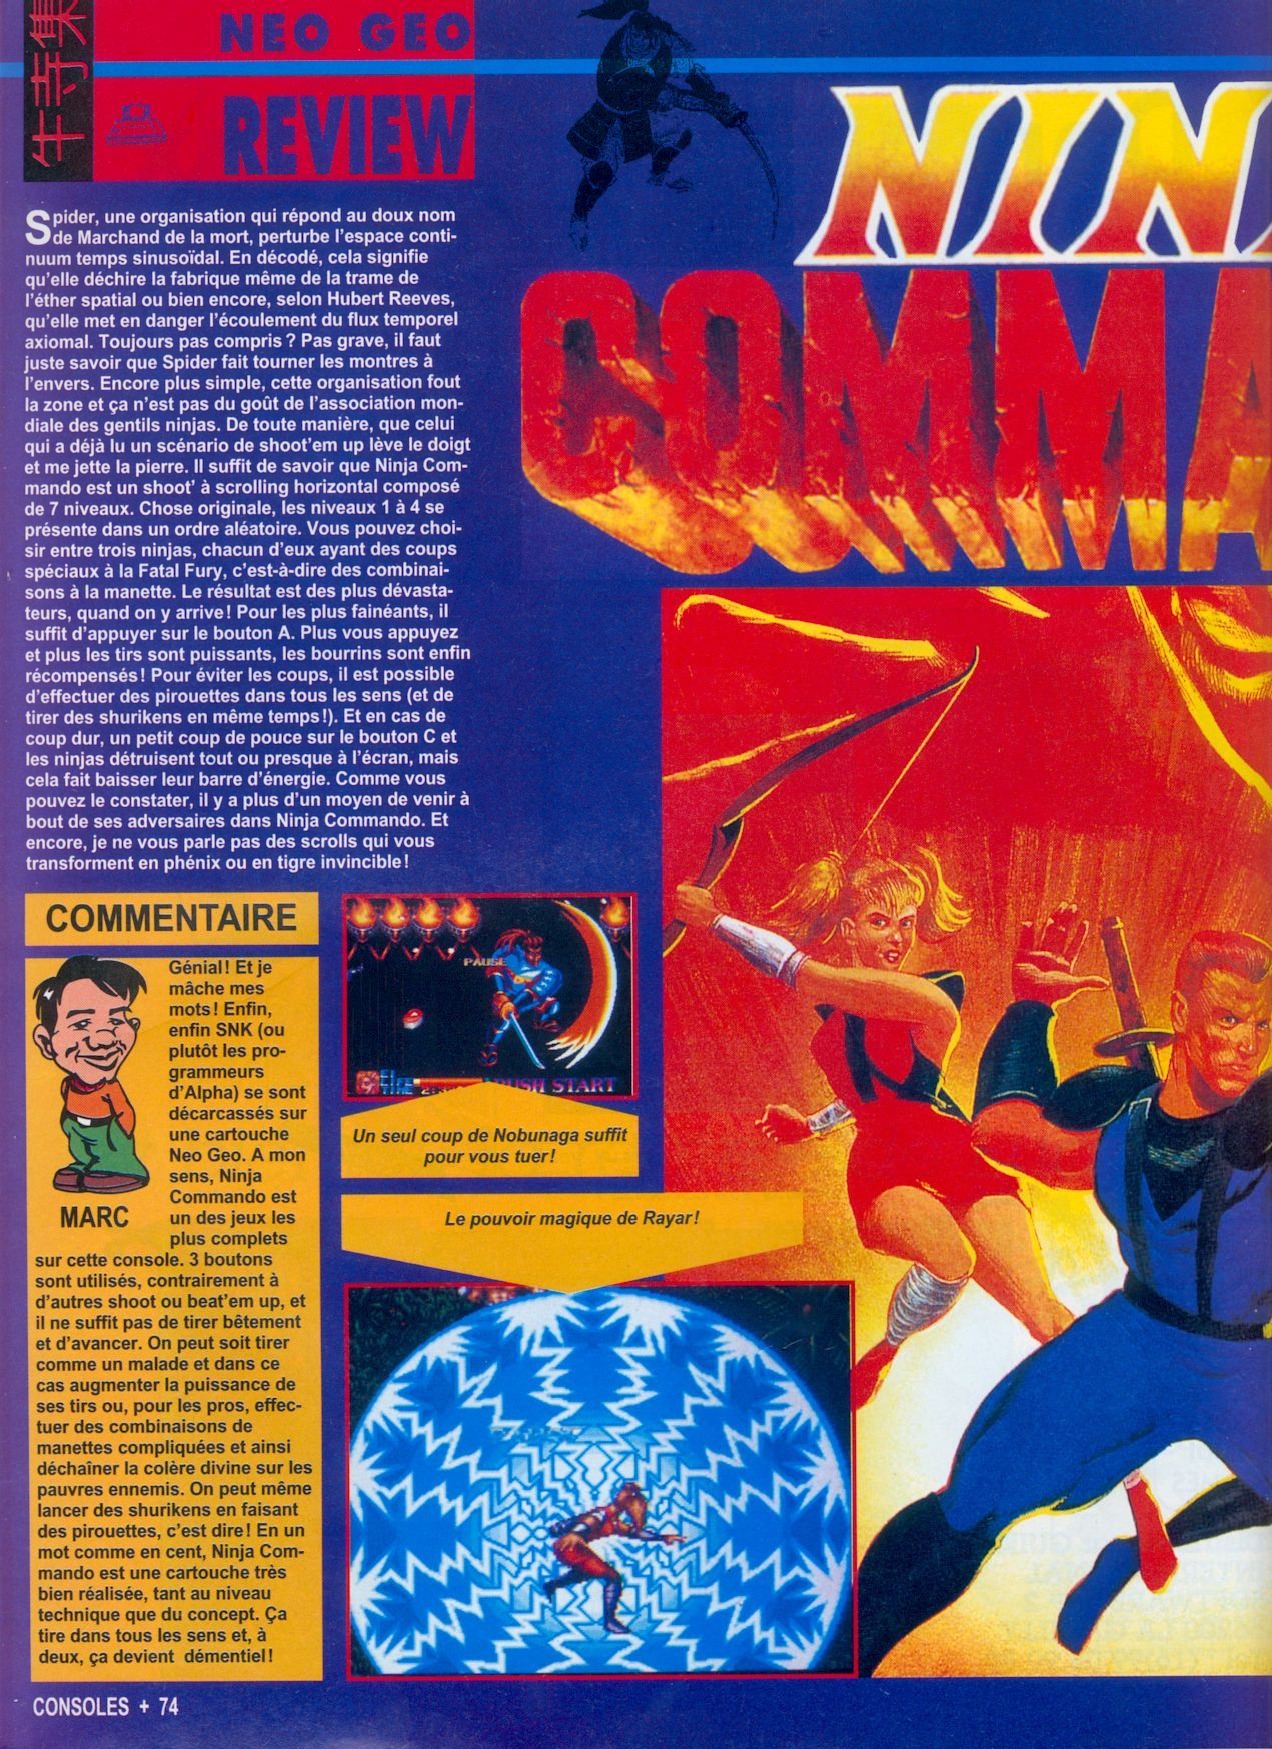 牛寺集
NEO GEO
REVIEW
NIN
COMMA
Spider, une organisation qui répond au doux nom
de Marchand de la mort, perturbe l'espace conti-
nuum temps sinusoïdal. En décodé, cela signifie
qu'elle déchire la fabrique même de la trame de
l'éther spatial ou bien encore, selon Hubert Reeves,
qu'elle met en danger l'écoulement du flux temporel
axiomal. Toujours pas compris ? Pas grave, il faut
juste savoir que Spider fait tourner les montres à
l'envers. Encore plus simple, cette organisation fout
la zone et ça n'est pas du goût de l'association mon-
diale des gentils ninjas. De toute manière, que celui
qui a déjà lu un scénario de shoot'em up lève le doigt
et me jette la pierre. Il suffit de savoir que Ninja Com-
mando est un shoot' à scrolling horizontal composé
de 7 niveaux. Chose originale, les niveaux 1 à 4 se
présente dans un ordre aléatoire. Vous pouvez choi-
sir entre trois ninjas, chacun d'eux ayant des coups
spéciaux à la Fatal Fury, c'est-à-dire des combinai-
sons à la manette. Le résultat est des plus dévasta-
teurs, quand on y arrive! Pour les plus fainéants, il
suffit d'appuyer sur le bouton A. Plus vous appuyez
et plus les tirs sont puissants, les bourrins sont enfin
récompensés! Pour éviter les coups, il est possible
d'effectuer des pirouettes dans tous les sens (et de
tirer des shurikens en même temps!). Et en cas de
coup dur, un petit coup de pouce sur le bouton C et
les ninjas détruisent tout ou presque à l'écran, mais
cela fait baisser leur barre d'énergie. Comme vous
pouvez le constater, il y a plus d'un moyen de venir à
bout de ses adversaires dans Ninja Commando. Et
encore, je ne vous parle pas des scrolls qui vous
transforment en phénix ou en tigre invincible!
COMMENTAIRE
Génial! Et je
mâche mes
mots! Enfin,
enfin SNK (ou
plutôt les pro-
grammeurs
d'Alpha) se sont
décarcassés sur
une cartouche
Neo Geo. A mon
sens, Ninja
Commando est
un des jeux les
plus complets
MARC
sur cette console. 3 boutons
sont utilisés, contrairement à
d'autres shoot ou beat'em up, et
il ne suffit pas de tirer bêtement
et d'avancer. On peut soit tirer
comme un malade et dans ce
cas augmenter la puissance de
ses tirs ou, pour les pros, effec-
tuer des combinaisons de
manettes compliquées et ainsi
déchaîner la colère divine sur les
pauvres ennemis. On peut même
lancer des shurikens en faisant
des pirouettes, c'est dire! En un
mot comme en cent, Ninja Com-
mando est une cartouche très
bien réalisée, tant au niveau
technique que du concept. Ça
tire dans tous les sens et, à
deux, ça devient démentiel!
PAUSE
PUSH START
Un seul coup de Nobunaga suffit
pour vous tuer!
Le pouvoir magique de Rayar!
CONSOLES + 74